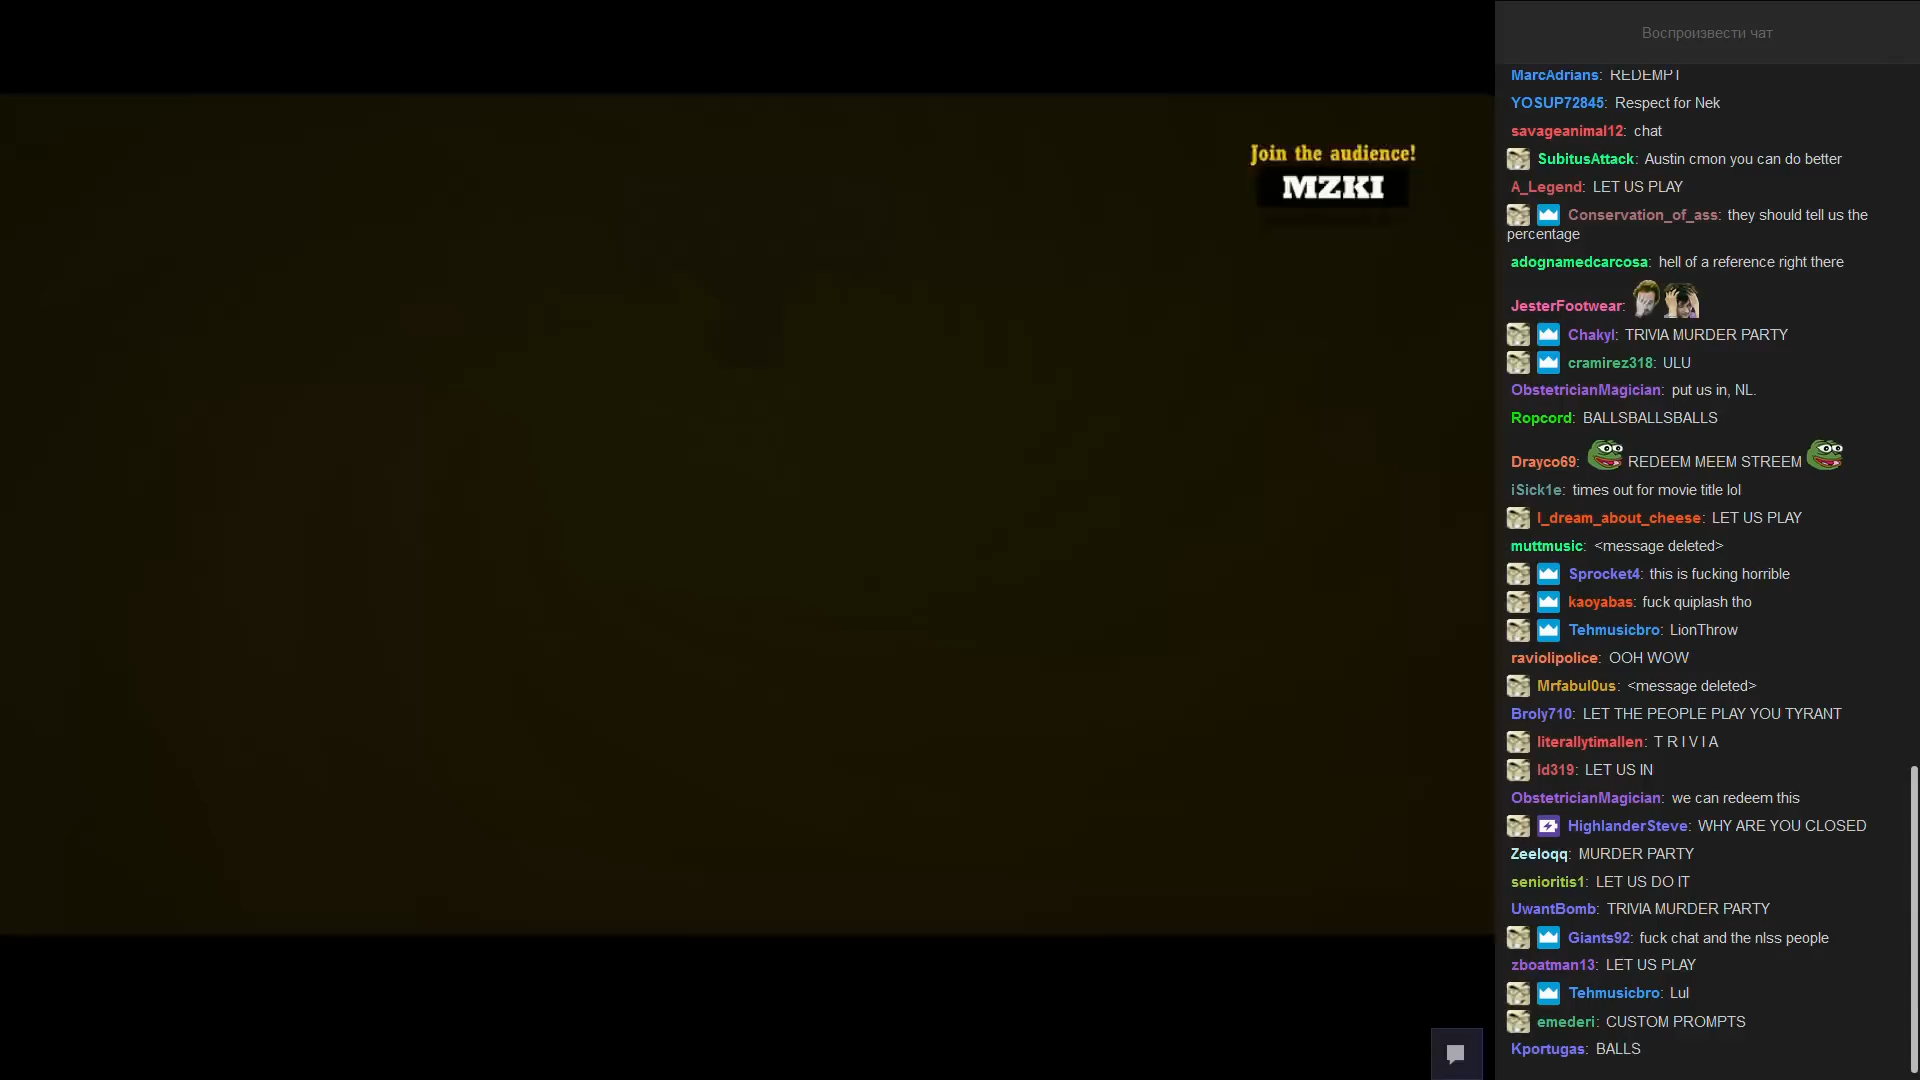 Join the audience!
MZKI
Воспроизвести чат
MarcAdrians: REDEMPT
YOSUP72845: Respect for Nek
savageanimal12: chat
SubitusAttack: Austin cmon you can do better
A_Legend: LET US PLAY
Conservation_of_ass: they should tell us the
percentage
adognamedcarcosa: hell of a reference right there
JesterFootwear:
Chakyl: TRIVIA MURDER PARTY
cramirez318: ULU
ObstetricianMagician: put us in, NL.
Ropcord: BALLSBALLSBALLS
Drayco69: REDEEM MEEM STREEM
iSick1e: times out for movie title lol
I_dream_about_cheese: LET US PLAY
muttmusic: <message deleted>
Sprocket4: this is fucking horrible
kaoyabas: fuck quiplash tho
Tehmusicbro: LionThrow
raviolipolice: OOH WOW
Mrfabul0us: <message deleted>
Broly710: LET THE PEOPLE PLAY YOU TYRANT
literallytimallen: T R I V I A
ld319: LET US IN
ObstetricianMagician: we can redeem this
HighlanderSteve: WHY ARE YOU CLOSED
Zeeloqq: MURDER PARTY
senioritis1: LET US DO IT
UwantBomb: TRIVIA MURDER PARTY
Giants92: fuck chat and the nlss people
zboatman13: LET US PLAY
Tehmusicbro: Lul
emederi: CUSTOM PROMPTS
Kportugas: BALLS